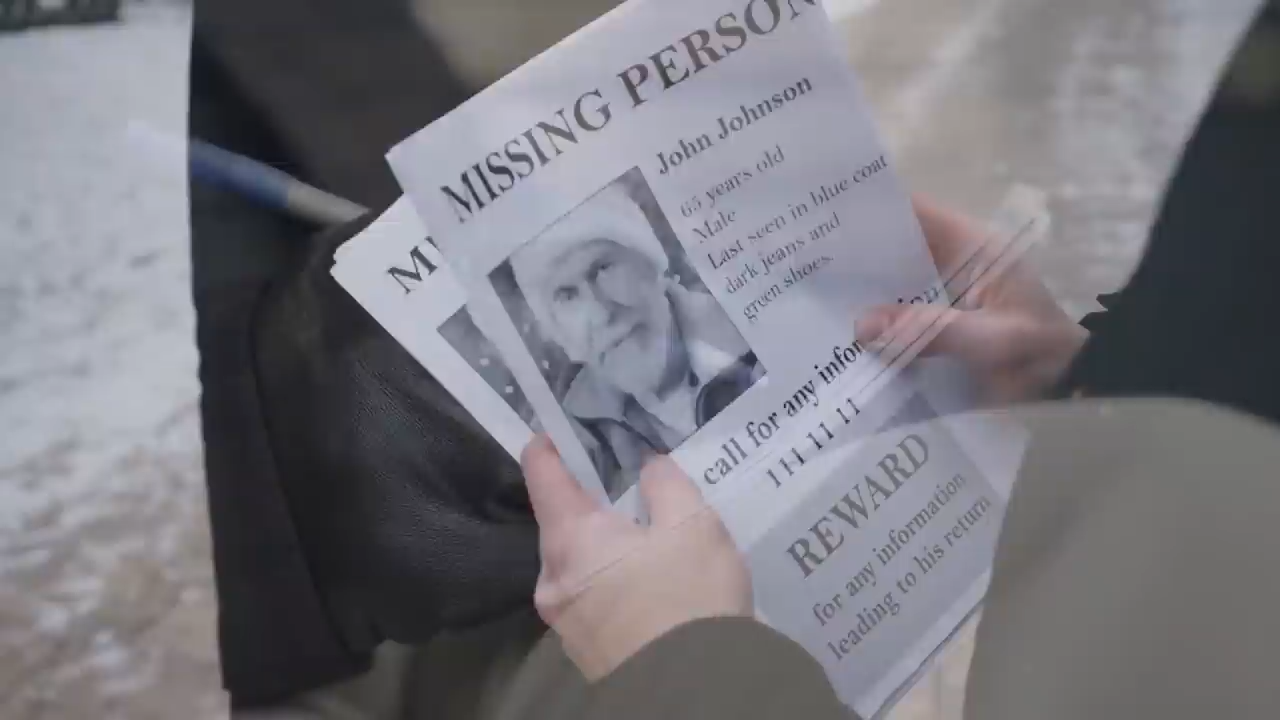 MISSING PERSON
John Johnson
65 years old
Male
Last seen in blue coat
dark jeans and
green shoes.
call for any infor
111 11 11
REWARD
for any information
leading to his return
M